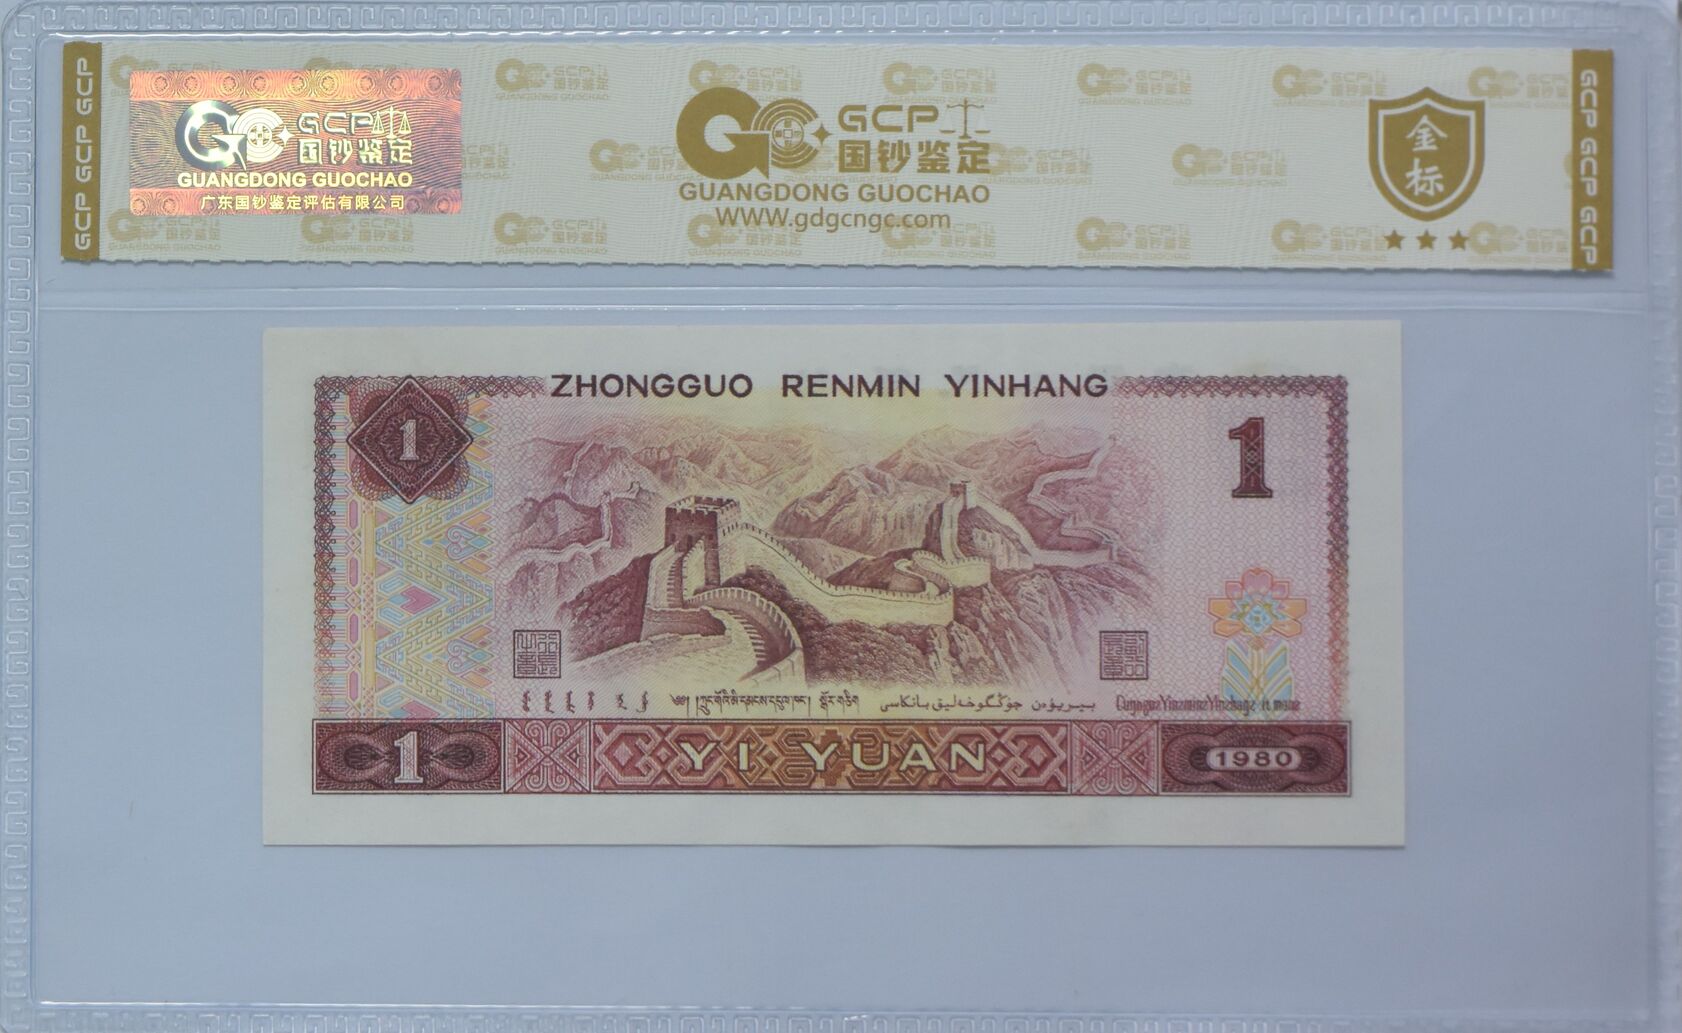 GCP GCP GCP
GCP
国钞鉴定
GUANGDONG GUOCHAO
广东国钞鉴定评估有限公司
GCP
国钞鉴定
GUANGDONG GUOCHAO
WWW.gdgcngc.com
金标
GCP GCP GCP
ZHONGGUO RENMIN YINHANG
1
1
1
YI YUAN
1980